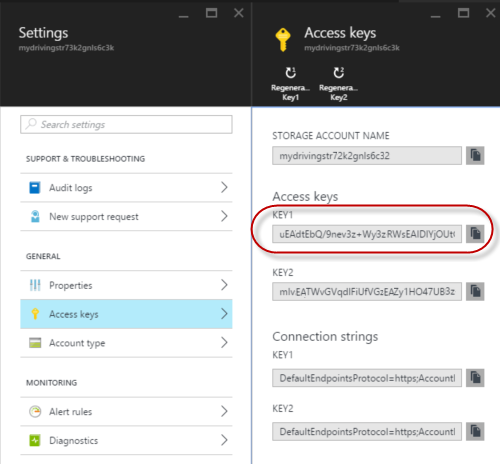 Settings
mydrivingstr73k2gnls6c3k
Search settings
SUPPORT & TROUBLESHOOTING
Audit logs
New support request
GENERAL
Properties
Access keys
Account type
MONITORING
Alert rules
Diagnostics
Access keys
mydrivingstr73k2gnls6c3k
Regenera... Key1
Regenera... Key2
STORAGE ACCOUNT NAME
mydrivingstr72k2gnls6c32
Access keys
KEY1
uEAdtEbQ/9nev3z+Wy3zRWsEAIDIYjOUt
KEY2
mIvEATWvGVqdIFiUfVGzEAZy1HO47UB3z
Connection strings
KEY1
DefaultEndpointsProtocol=https;Account
KEY2
DefaultEndpointsProtocol=https;Account